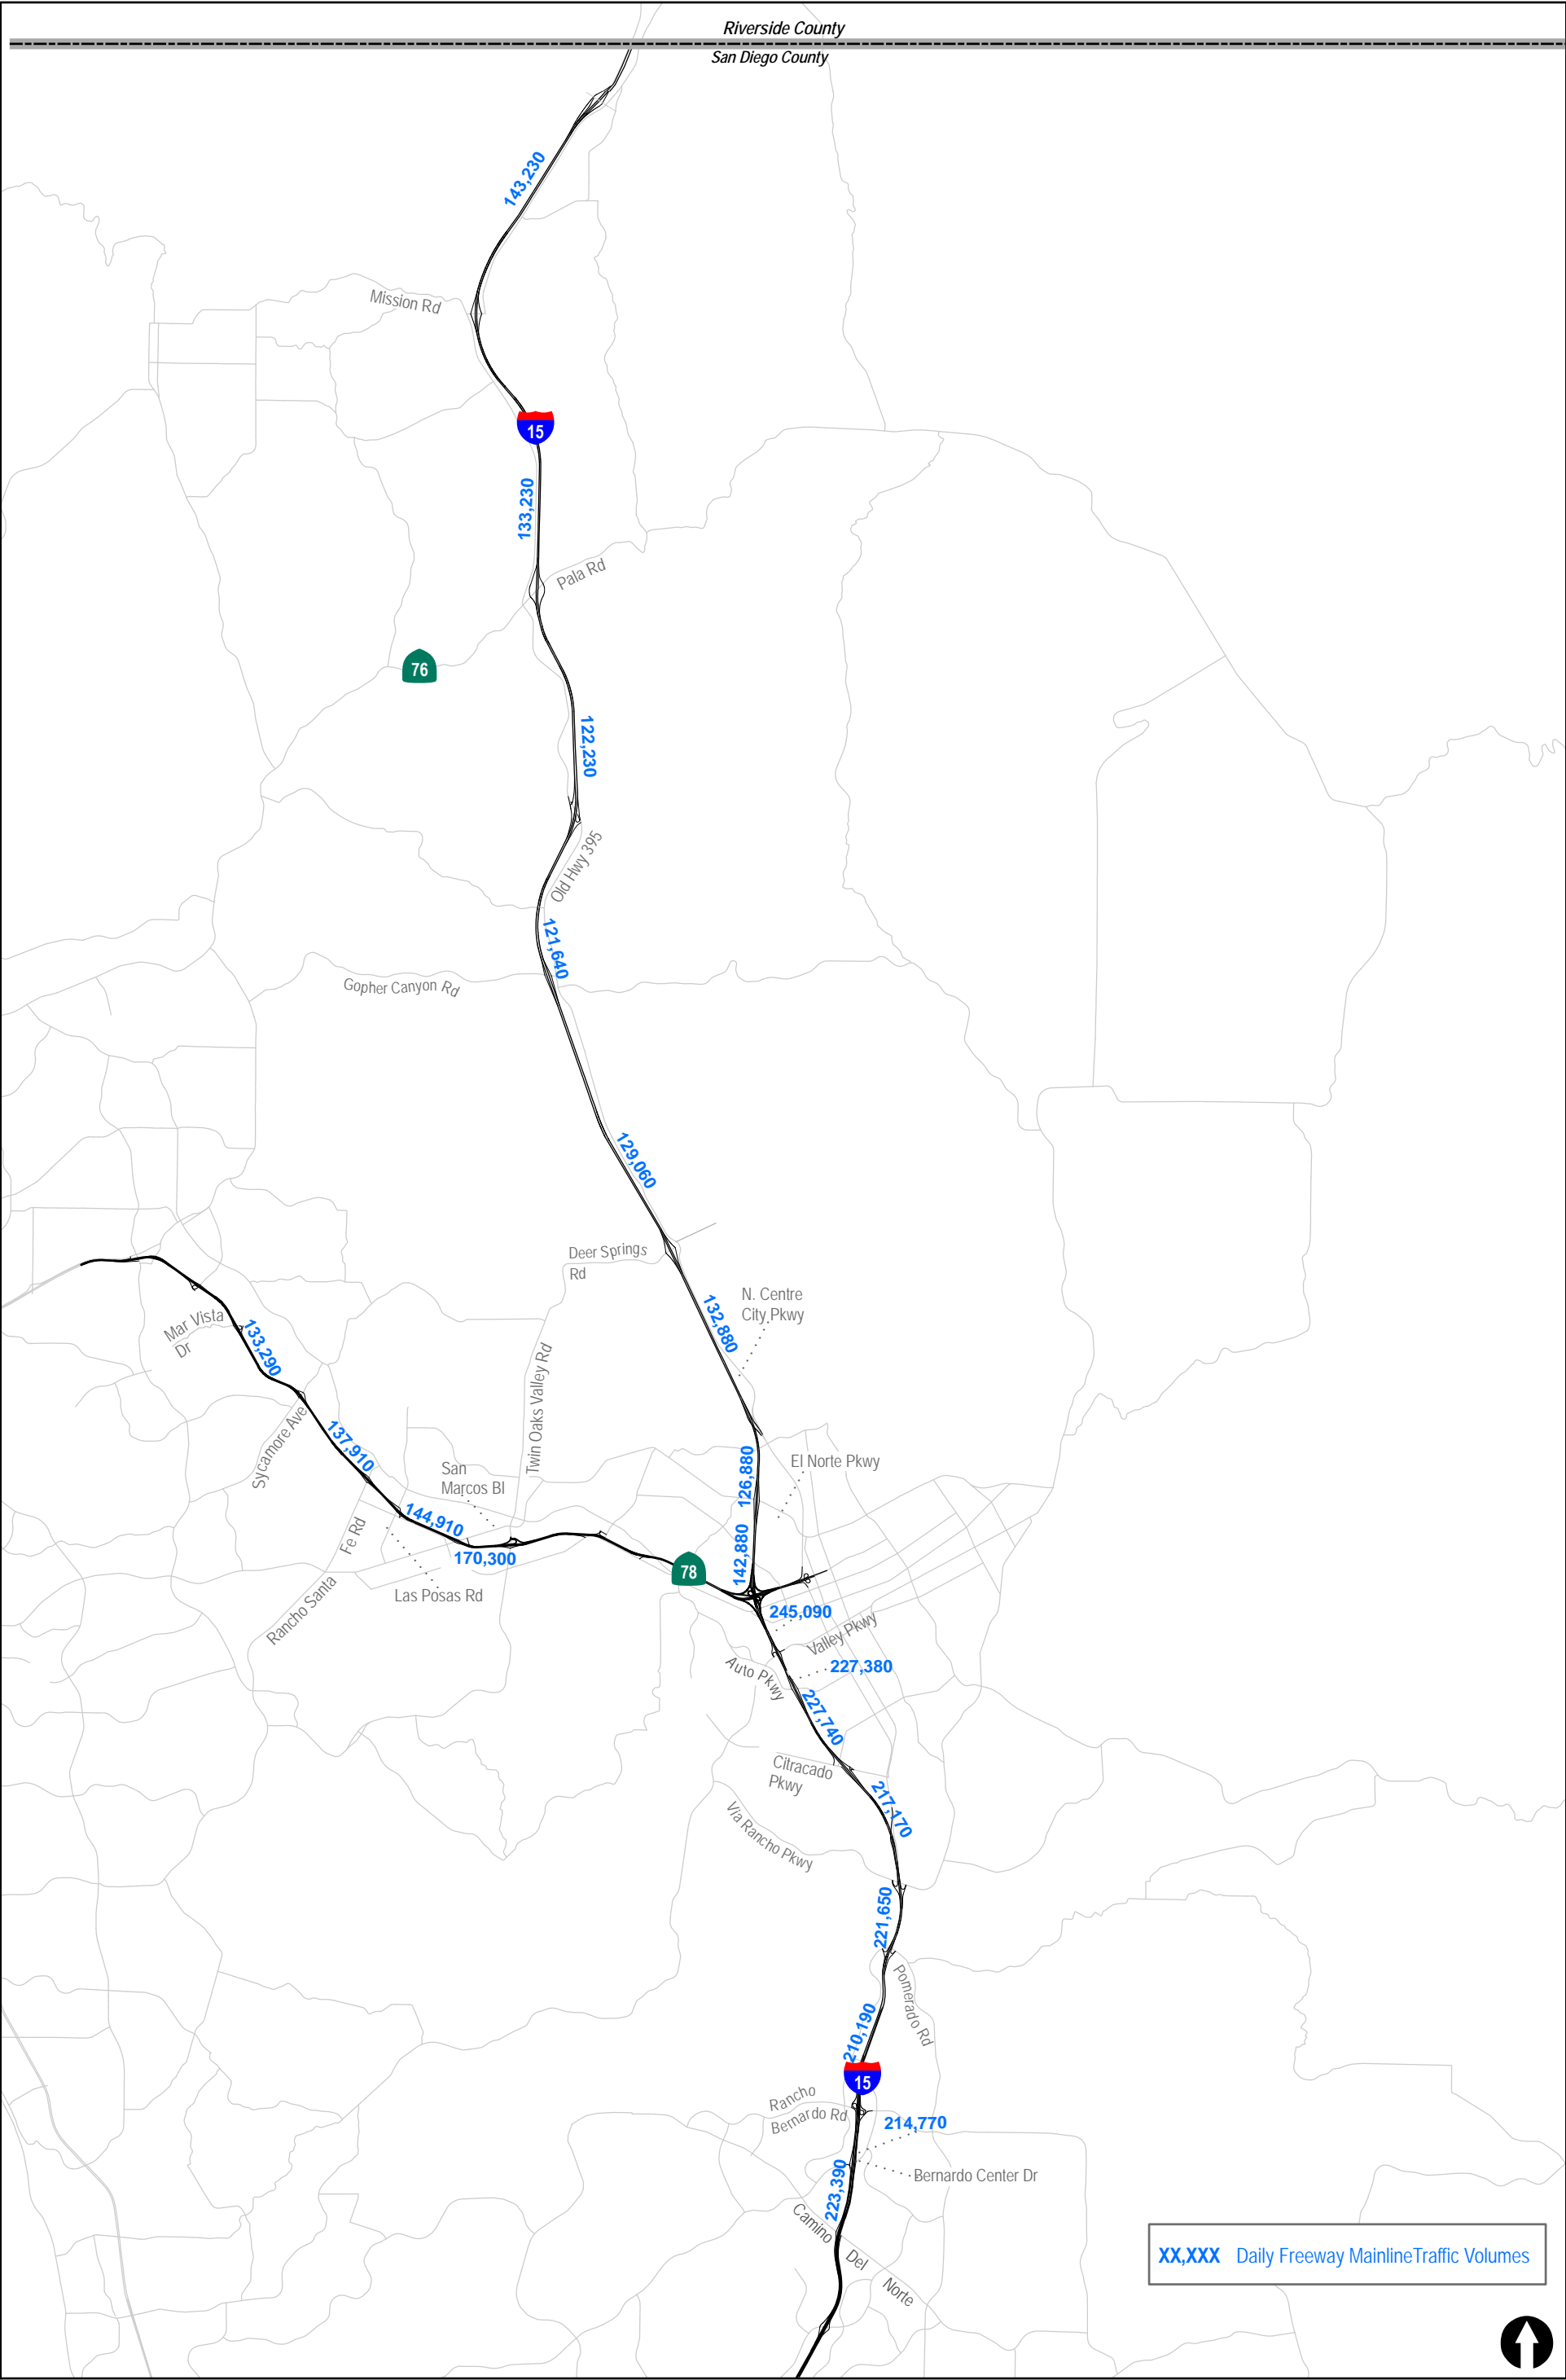 Riverside County
San Diego County
143,230
Mission Rd
15
133,230
Pala Rd
76
122,230
Old Hwy 395
121,640
Gopher Canyon Rd
129,060
Deer Springs
Rd
N. Centre
City Pkwy
132,880
Mar Vista
Dr
133,290
Twin Oaks Valley Rd
Sycamore Ave
137,910
San
Marcos Bl
126,880
El Norte Pkwy
144,910
Fe Rd
Rancho Santa
170,300
Las Posas Rd
142,880
78
245,090
Valley Pkwy
Auto Pkwy
227,380
227,740
Citracado
Pkwy
217,170
Via Rancho Pkwy
221,650
Pomerado Rd
210,190
15
Rancho
Bernardo Rd
214,770
Bernardo Center Dr
223,390
Camino
Del
Norte
XX,XXX Daily Freeway MainlineTraffic Volumes